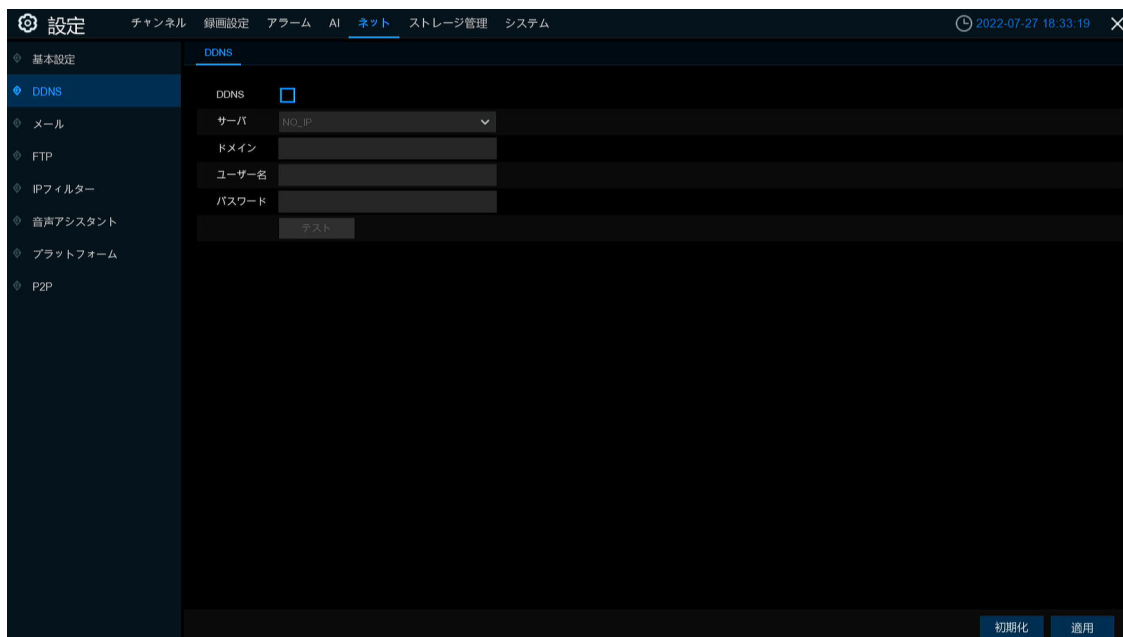 設定 チャンネル 録画設定 アラーム AI ネット ストレージ管理 システム 2022-07-27 18:33:19
基本設定
DDNS
メール
FTP
IPフィルター
音声アシスタント
プラットフォーム
P2P
DDNS
DDNS
サーバ NO_IP
ドメイン
ユーザー名
パスワード
テスト
初期化 適用